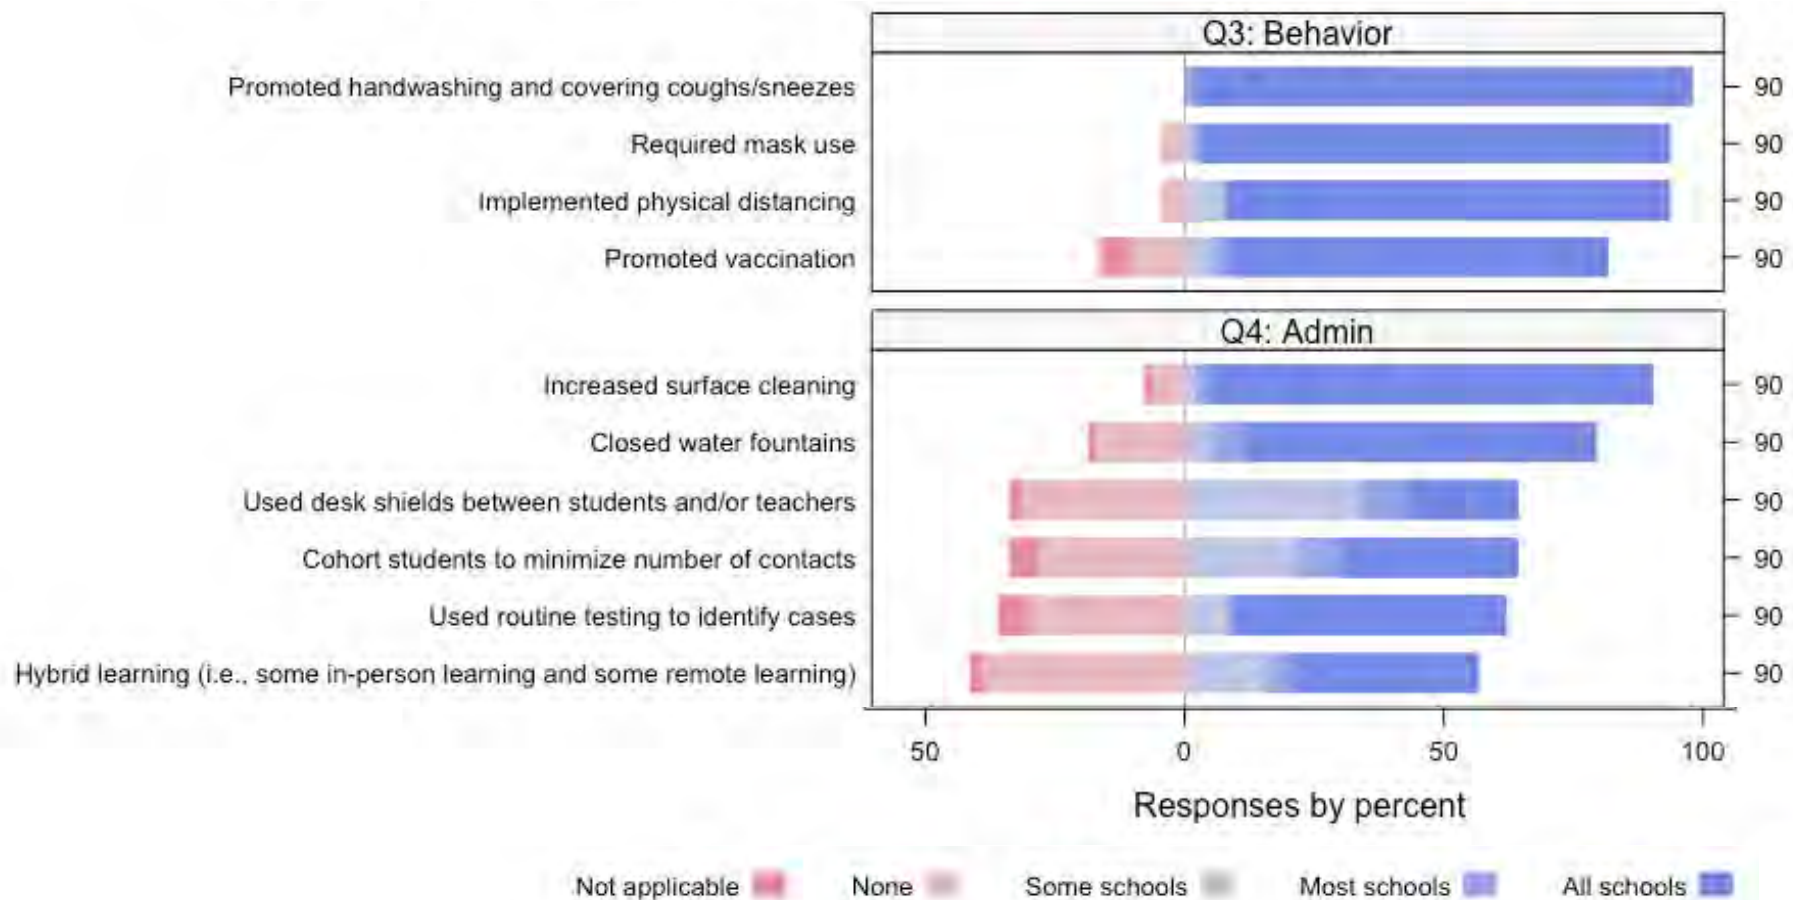 Q3: Behavior
Promoted handwashing and covering coughs/sneezes 90
Required mask use 90
Implemented physical distancing 90
Promoted vaccination 90
Q4: Admin
Increased surface cleaning 90
Closed water fountains 90
Used desk shields between students and/or teachers 90
Cohort students to minimize number of contacts 90
Used routine testing to identify cases 90
Hybrid learning (i.e., some in-person learning and some remote learning) 90
50 0 50 100
Responses by percent
Not applicable None Some schools Most schools All schools